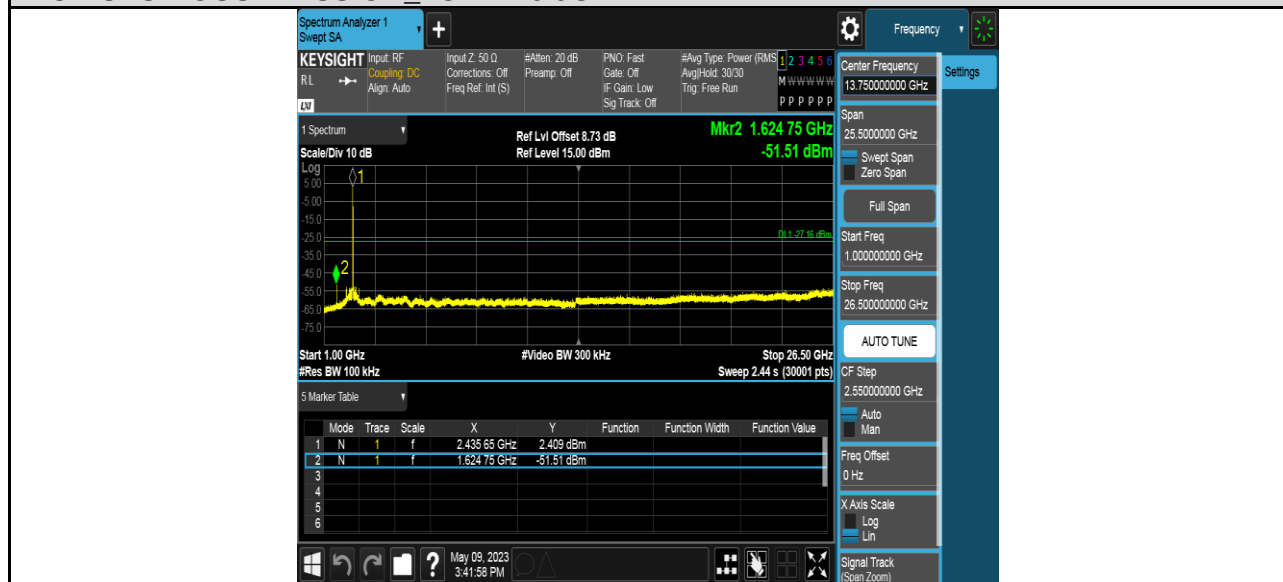 Spectrum Analyzer 1
Swept SA
+
Frequency
KEYSIGHT
RL
LXI
Input: RF
Coupling: DC
Align: Auto
Input Z: 50 Ω
Corrections: Off
Freq Ref: Int (S)
#Atten: 20 dB
Preamp: Off
PNO: Fast
Gate: Off
IF Gain: Low
Sig Track: Off
#Avg Type: Power (RMS
Avg|Hold: 30/30
Trig: Free Run
1 2 3 4 5 6
M W W W W W
P P P P P P
1 Spectrum
Scale/Div 10 dB
Ref Lvl Offset 8.73 dB
Ref Level 15.00 dBm
Mkr2 1.624 75 GHz
-51.51 dBm
Log
5.00
-5.00
-15.0
-25.0
-35.0
-45.0
-55.0
-65.0
-75.0
1
2
DL1 -27.16 dBm
Start 1.00 GHz
#Res BW 100 kHz
#Video BW 300 kHz
Stop 26.50 GHz
Sweep 2.44 s (30001 pts)
5 Marker Table
Mode Trace Scale X Y Function Function Width Function Value
1 N 1 f 2.435 65 GHz 2.409 dBm
2 N 1 f 1.624 75 GHz -51.51 dBm
3
4
5
6
?
May 09, 2023
3:41:58 PM
Center Frequency
13.750000000 GHz
Span
25.5000000 GHz
Swept Span
Zero Span
Full Span
Start Freq
1.000000000 GHz
Stop Freq
26.500000000 GHz
AUTO TUNE
CF Step
2.550000000 GHz
Auto
Man
Freq Offset
0 Hz
X Axis Scale
Log
Lin
Signal Track
(Span Zoom)
Settings